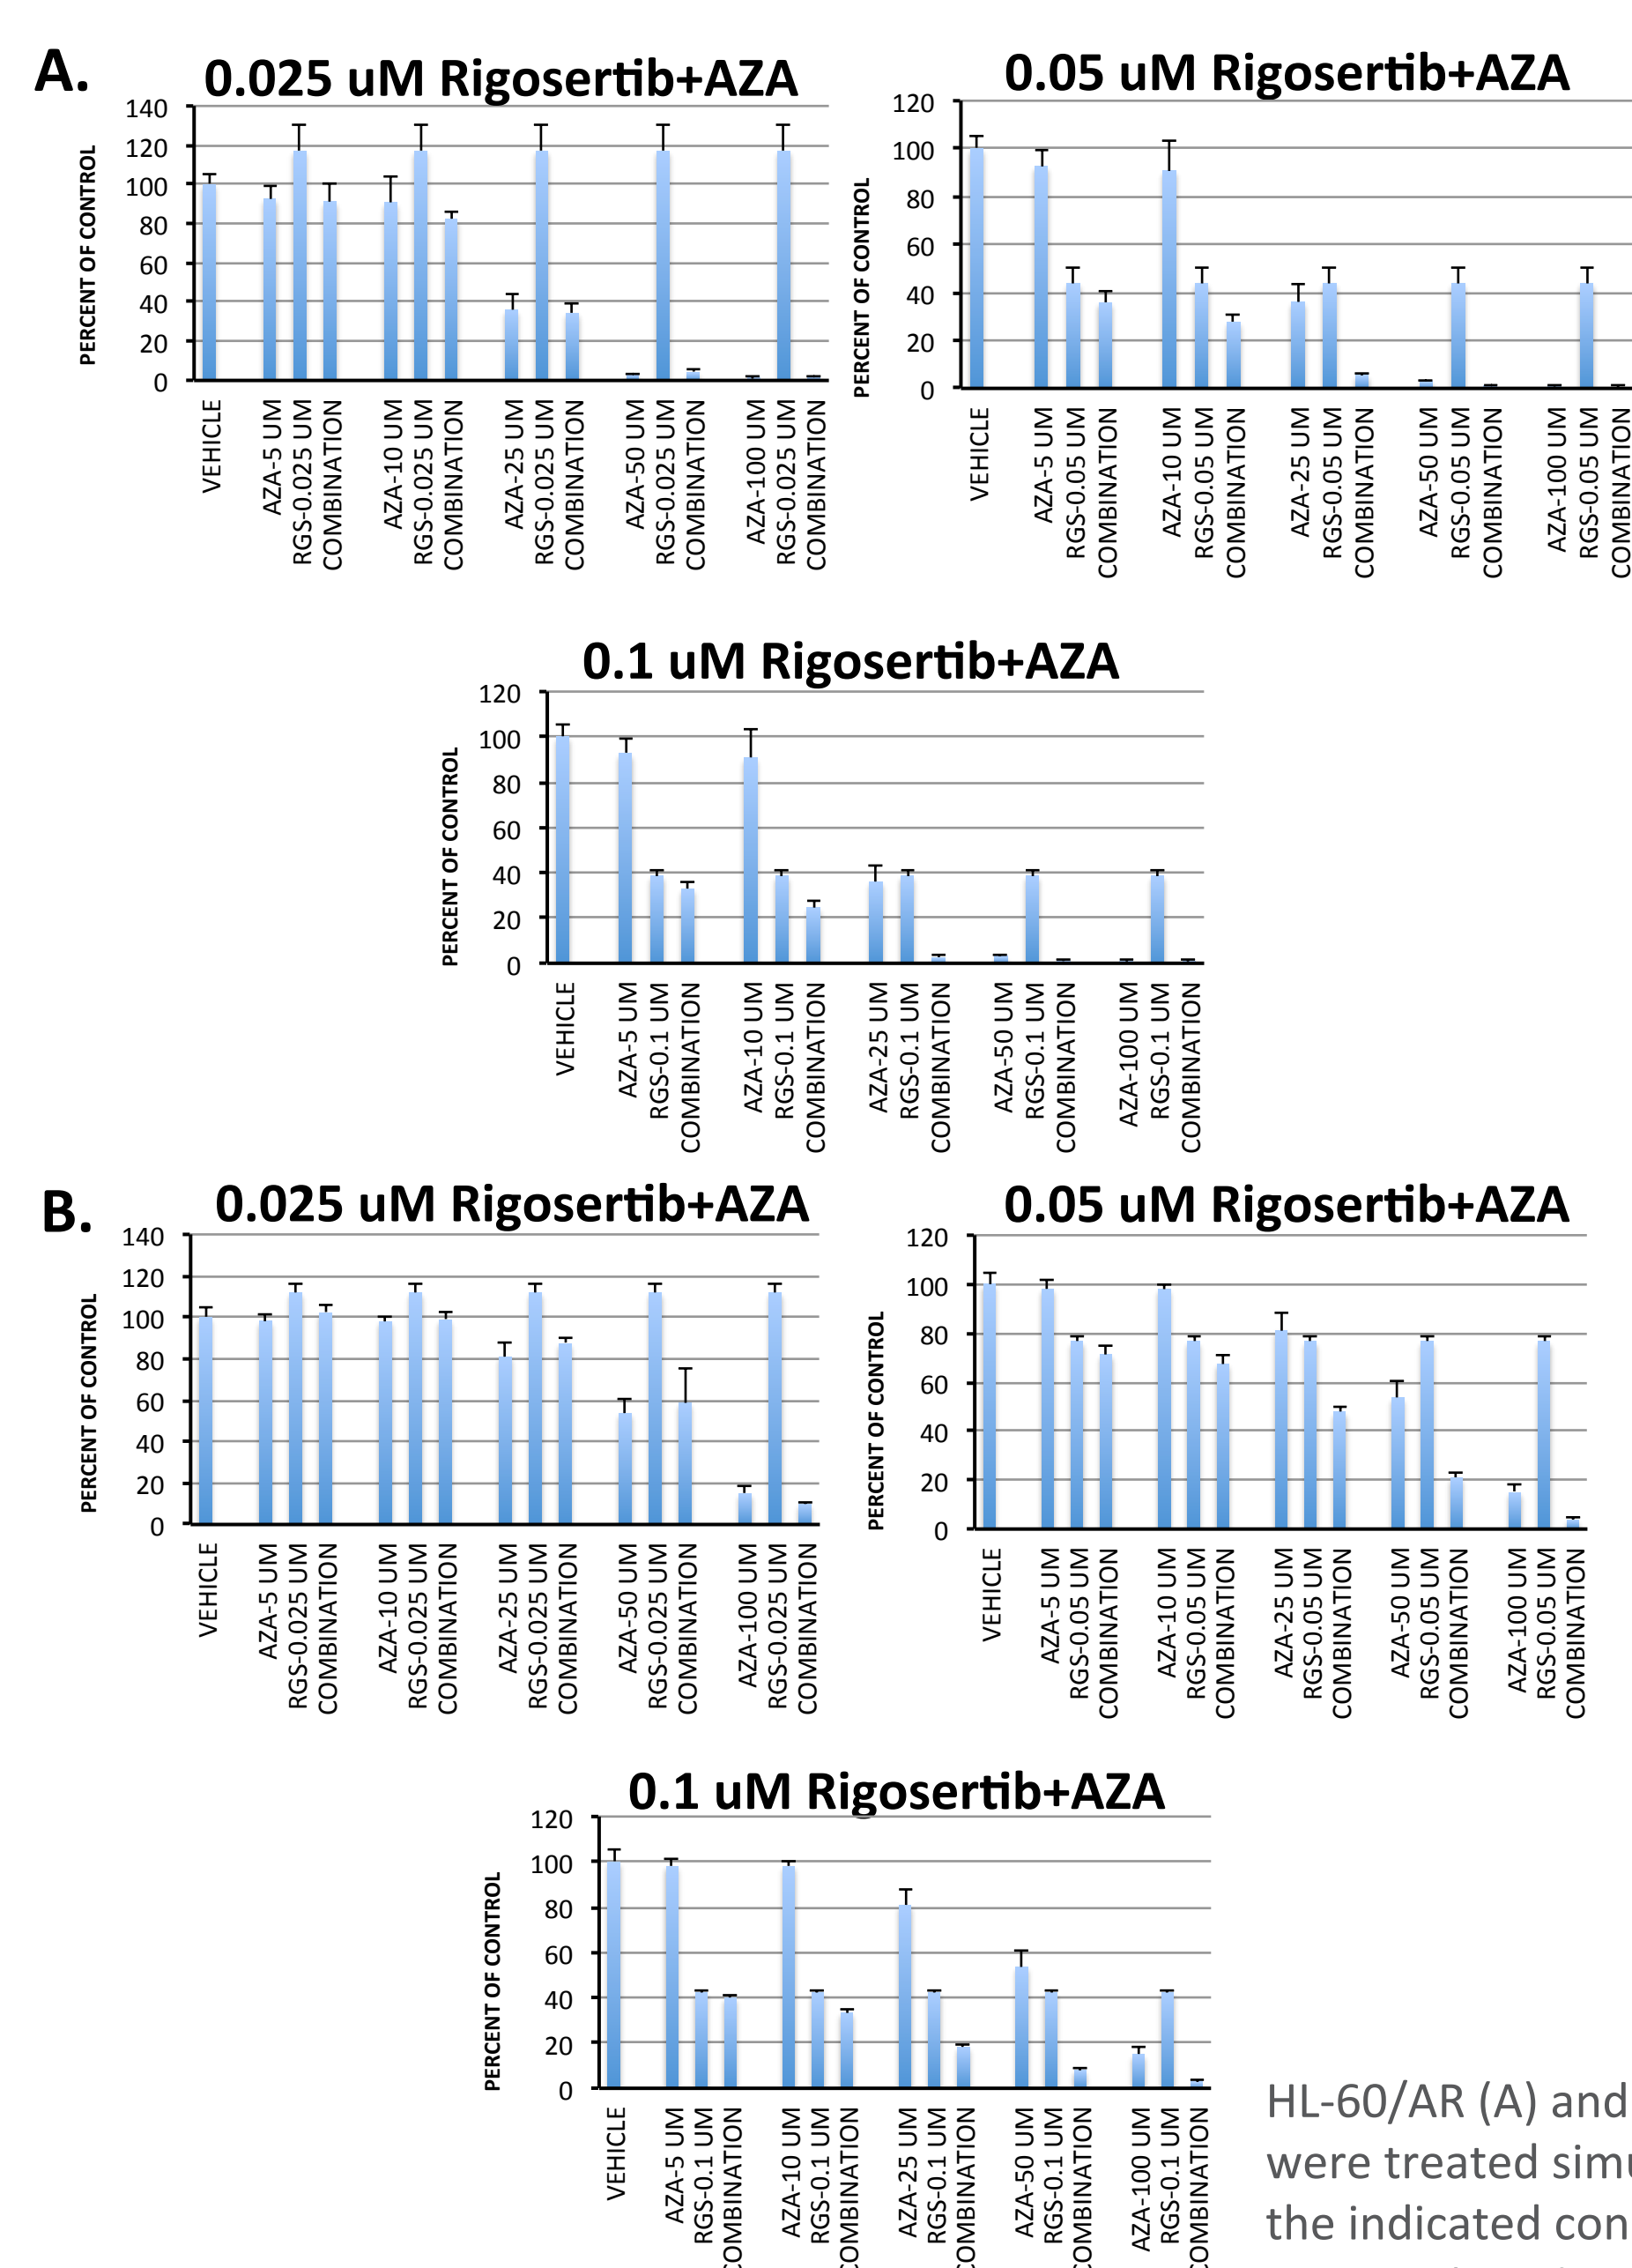 A.
0.025 uM Rigosertib+AZA
PERCENT OF CONTROL
140
120
100
80
60
40
20
0
VEHICLE
AZA-5 UM
RGS-0.025 UM
COMBINATION
AZA-10 UM
RGS-0.025 UM
COMBINATION
AZA-25 UM
RGS-0.025 UM
COMBINATION
AZA-50 UM
RGS-0.025 UM
COMBINATION
AZA-100 UM
RGS-0.025 UM
COMBINATION
0.05 uM Rigosertib+AZA
PERCENT OF CONTROL
120
100
80
60
40
20
0
VEHICLE
AZA-5 UM
RGS-0.05 UM
COMBINATION
AZA-10 UM
RGS-0.05 UM
COMBINATION
AZA-25 UM
RGS-0.05 UM
COMBINATION
AZA-50 UM
RGS-0.05 UM
COMBINATION
AZA-100 UM
RGS-0.05 UM
COMBINATION
0.1 uM Rigosertib+AZA
PERCENT OF CONTROL
120
100
80
60
40
20
0
VEHICLE
AZA-5 UM
RGS-0.1 UM
COMBINATION
AZA-10 UM
RGS-0.1 UM
COMBINATION
AZA-25 UM
RGS-0.1 UM
COMBINATION
AZA-50 UM
RGS-0.1 UM
COMBINATION
AZA-100 UM
RGS-0.1 UM
COMBINATION
B.
0.025 uM Rigosertib+AZA
PERCENT OF CONTROL
140
120
100
80
60
40
20
0
VEHICLE
AZA-5 UM
RGS-0.025 UM
COMBINATION
AZA-10 UM
RGS-0.025 UM
COMBINATION
AZA-25 UM
RGS-0.025 UM
COMBINATION
AZA-50 UM
RGS-0.025 UM
COMBINATION
AZA-100 UM
RGS-0.025 UM
COMBINATION
0.05 uM Rigosertib+AZA
PERCENT OF CONTROL
120
100
80
60
40
20
0
VEHICLE
AZA-5 UM
RGS-0.05 UM
COMBINATION
AZA-10 UM
RGS-0.05 UM
COMBINATION
AZA-25 UM
RGS-0.05 UM
COMBINATION
AZA-50 UM
RGS-0.05 UM
COMBINATION
AZA-100 UM
RGS-0.05 UM
COMBINATION
0.1 uM Rigosertib+AZA
PERCENT OF CONTROL
120
100
80
60
40
20
0
VEHICLE
AZA-5 UM
RGS-0.1 UM
OMBINATION
AZA-10 UM
RGS-0.1 UM
OMBINATION
AZA-25 UM
RGS-0.1 UM
OMBINATION
AZA-50 UM
RGS-0.1 UM
OMBINATION
AZA-100 UM
RGS-0.1 UM
OMBINATION
HL-60/AR (A) and
were treated simu
the indicated con